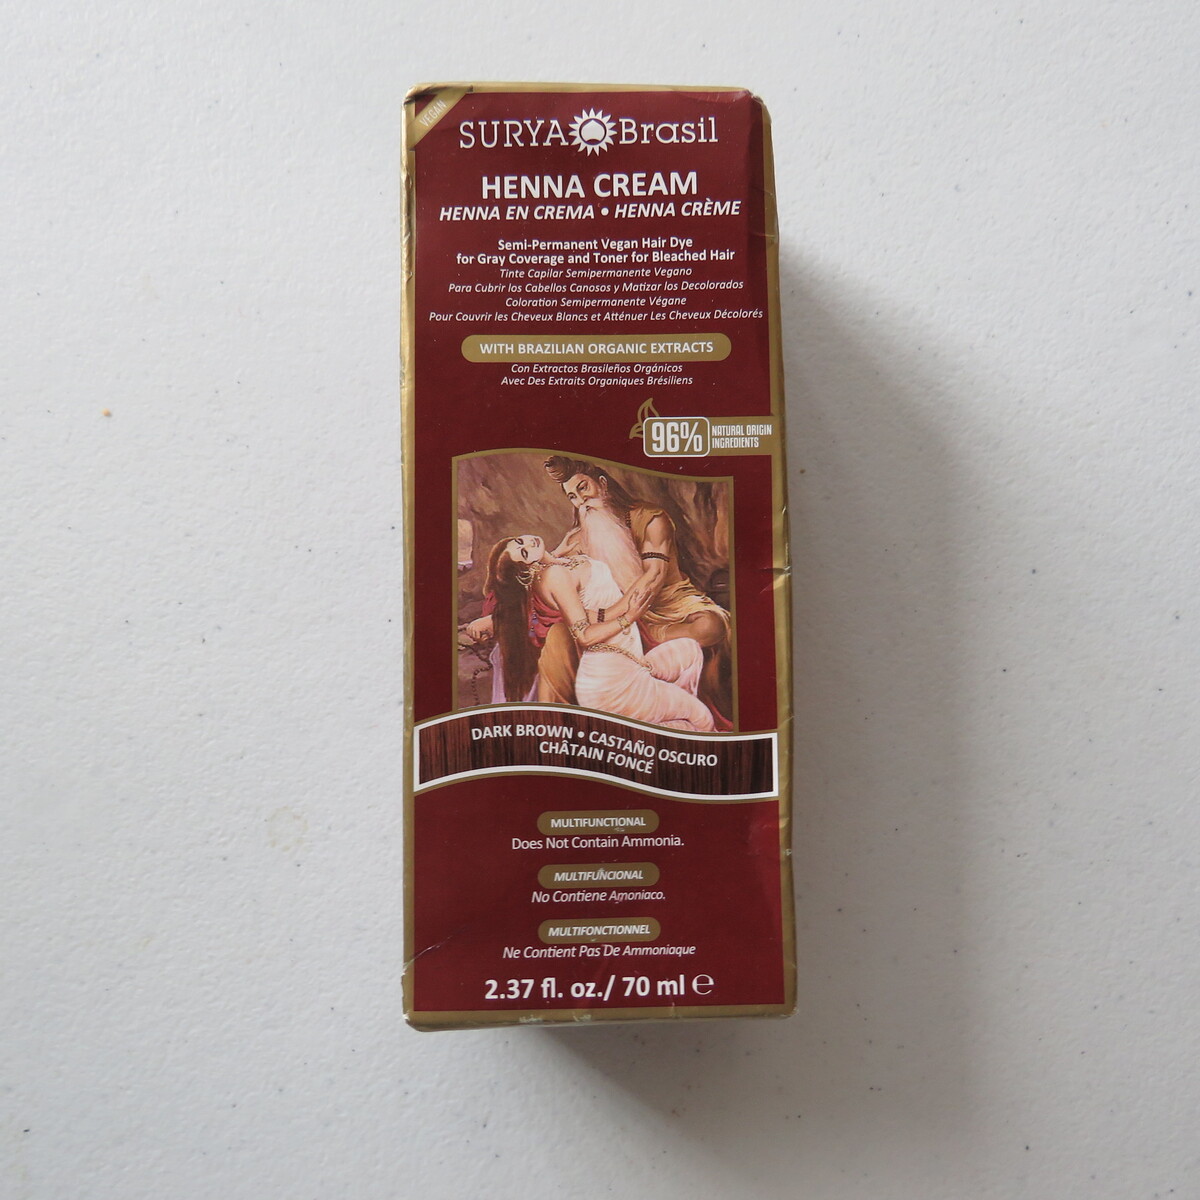 VEGAN
SURYA Brasil
HENNA CREAM
HENNA EN CREMA • HENNA CRÈME
Semi-Permanent Vegan Hair Dye
for Gray Coverage and Toner for Bleached Hair
Tinte Capilar Semipermanente Vegano
Para Cubrir los Cabellos Canosos y Matizar los Decolorados
Coloration Semipermanente Végane
Pour Couvrir les Cheveux Blancs et Atténuer Les Cheveux Décolorés
WITH BRAZILIAN ORGANIC EXTRACTS
Con Extractos Brasileños Orgánicos
Avec Des Extraits Organiques Brésiliens
96% NATURAL ORIGIN
INGREDIENTS
DARK BROWN • CASTAÑO OSCURO
CHÂTAIN FONCÉ
MULTIFUNCTIONAL
Does Not Contain Ammonia.
MULTIFUNCIONAL
No Contiene Amoniaco.
MULTIFONCTIONNEL
Ne Contient Pas De Ammoniaque
2.37 fl. oz./ 70 ml ℮